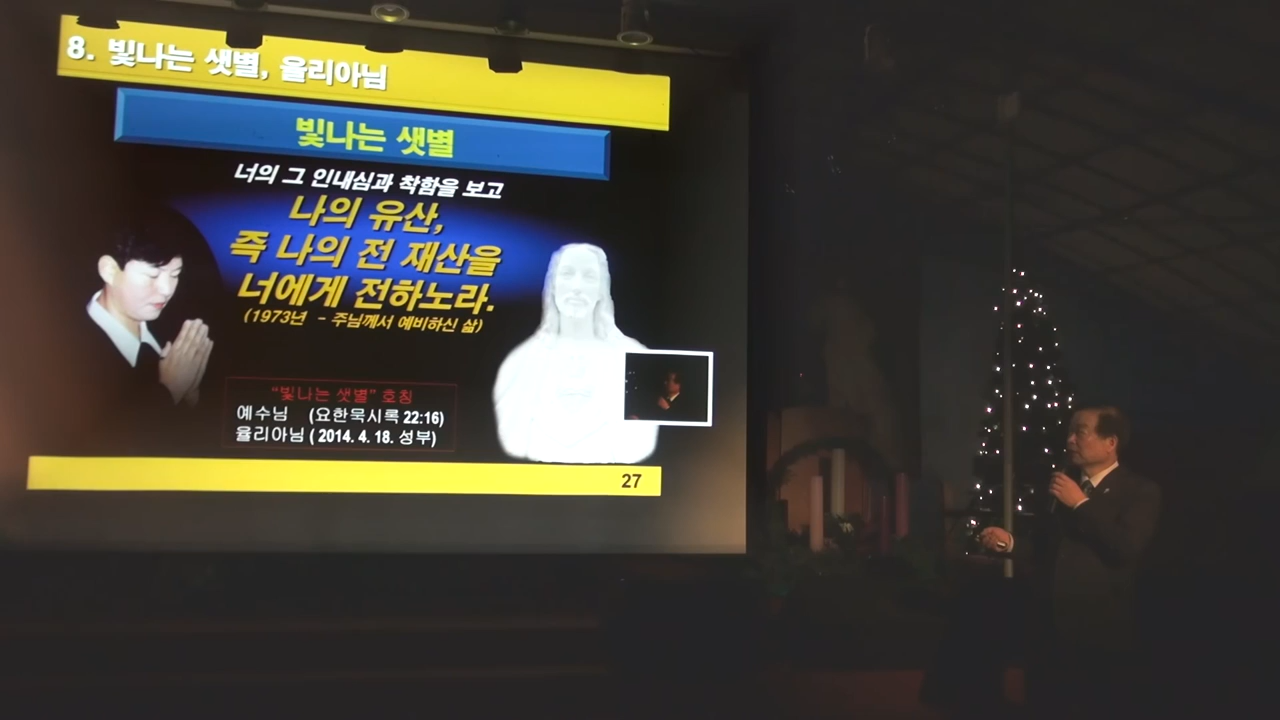 8. 빛나는 샛별, 율리아님
빛나는 샛별
너의 그 인내심과 착함을 보고
나의 유산,
즉 나의 전 재산을
너에게 전하노라.
(1973년 - 주님께서 예비하신 삶)
“빛나는 샛별” 호칭
예수님 (요한묵시록 22:16)
율리아님 ( 2014. 4. 18. 성부)
27